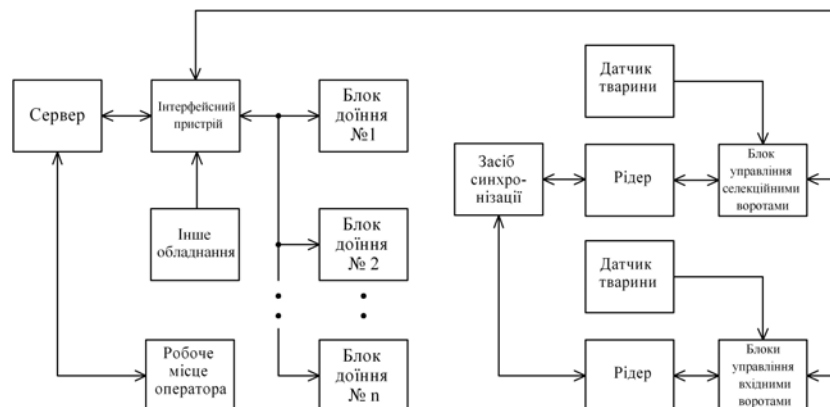 Сервер
Інтерфейсний
пристрій
Блок
доїння
№1
Інше
обладнання
Блок
доїння
№ 2
Робоче
місце
оператора
Блок
доїння
№ n
Датчик
тварини
Засіб
синхро-
нізації
Рідер
Блок
управління
селекційними
воротами
Датчик
тварини
Рідер
Блоки
управління
вхідними
воротами